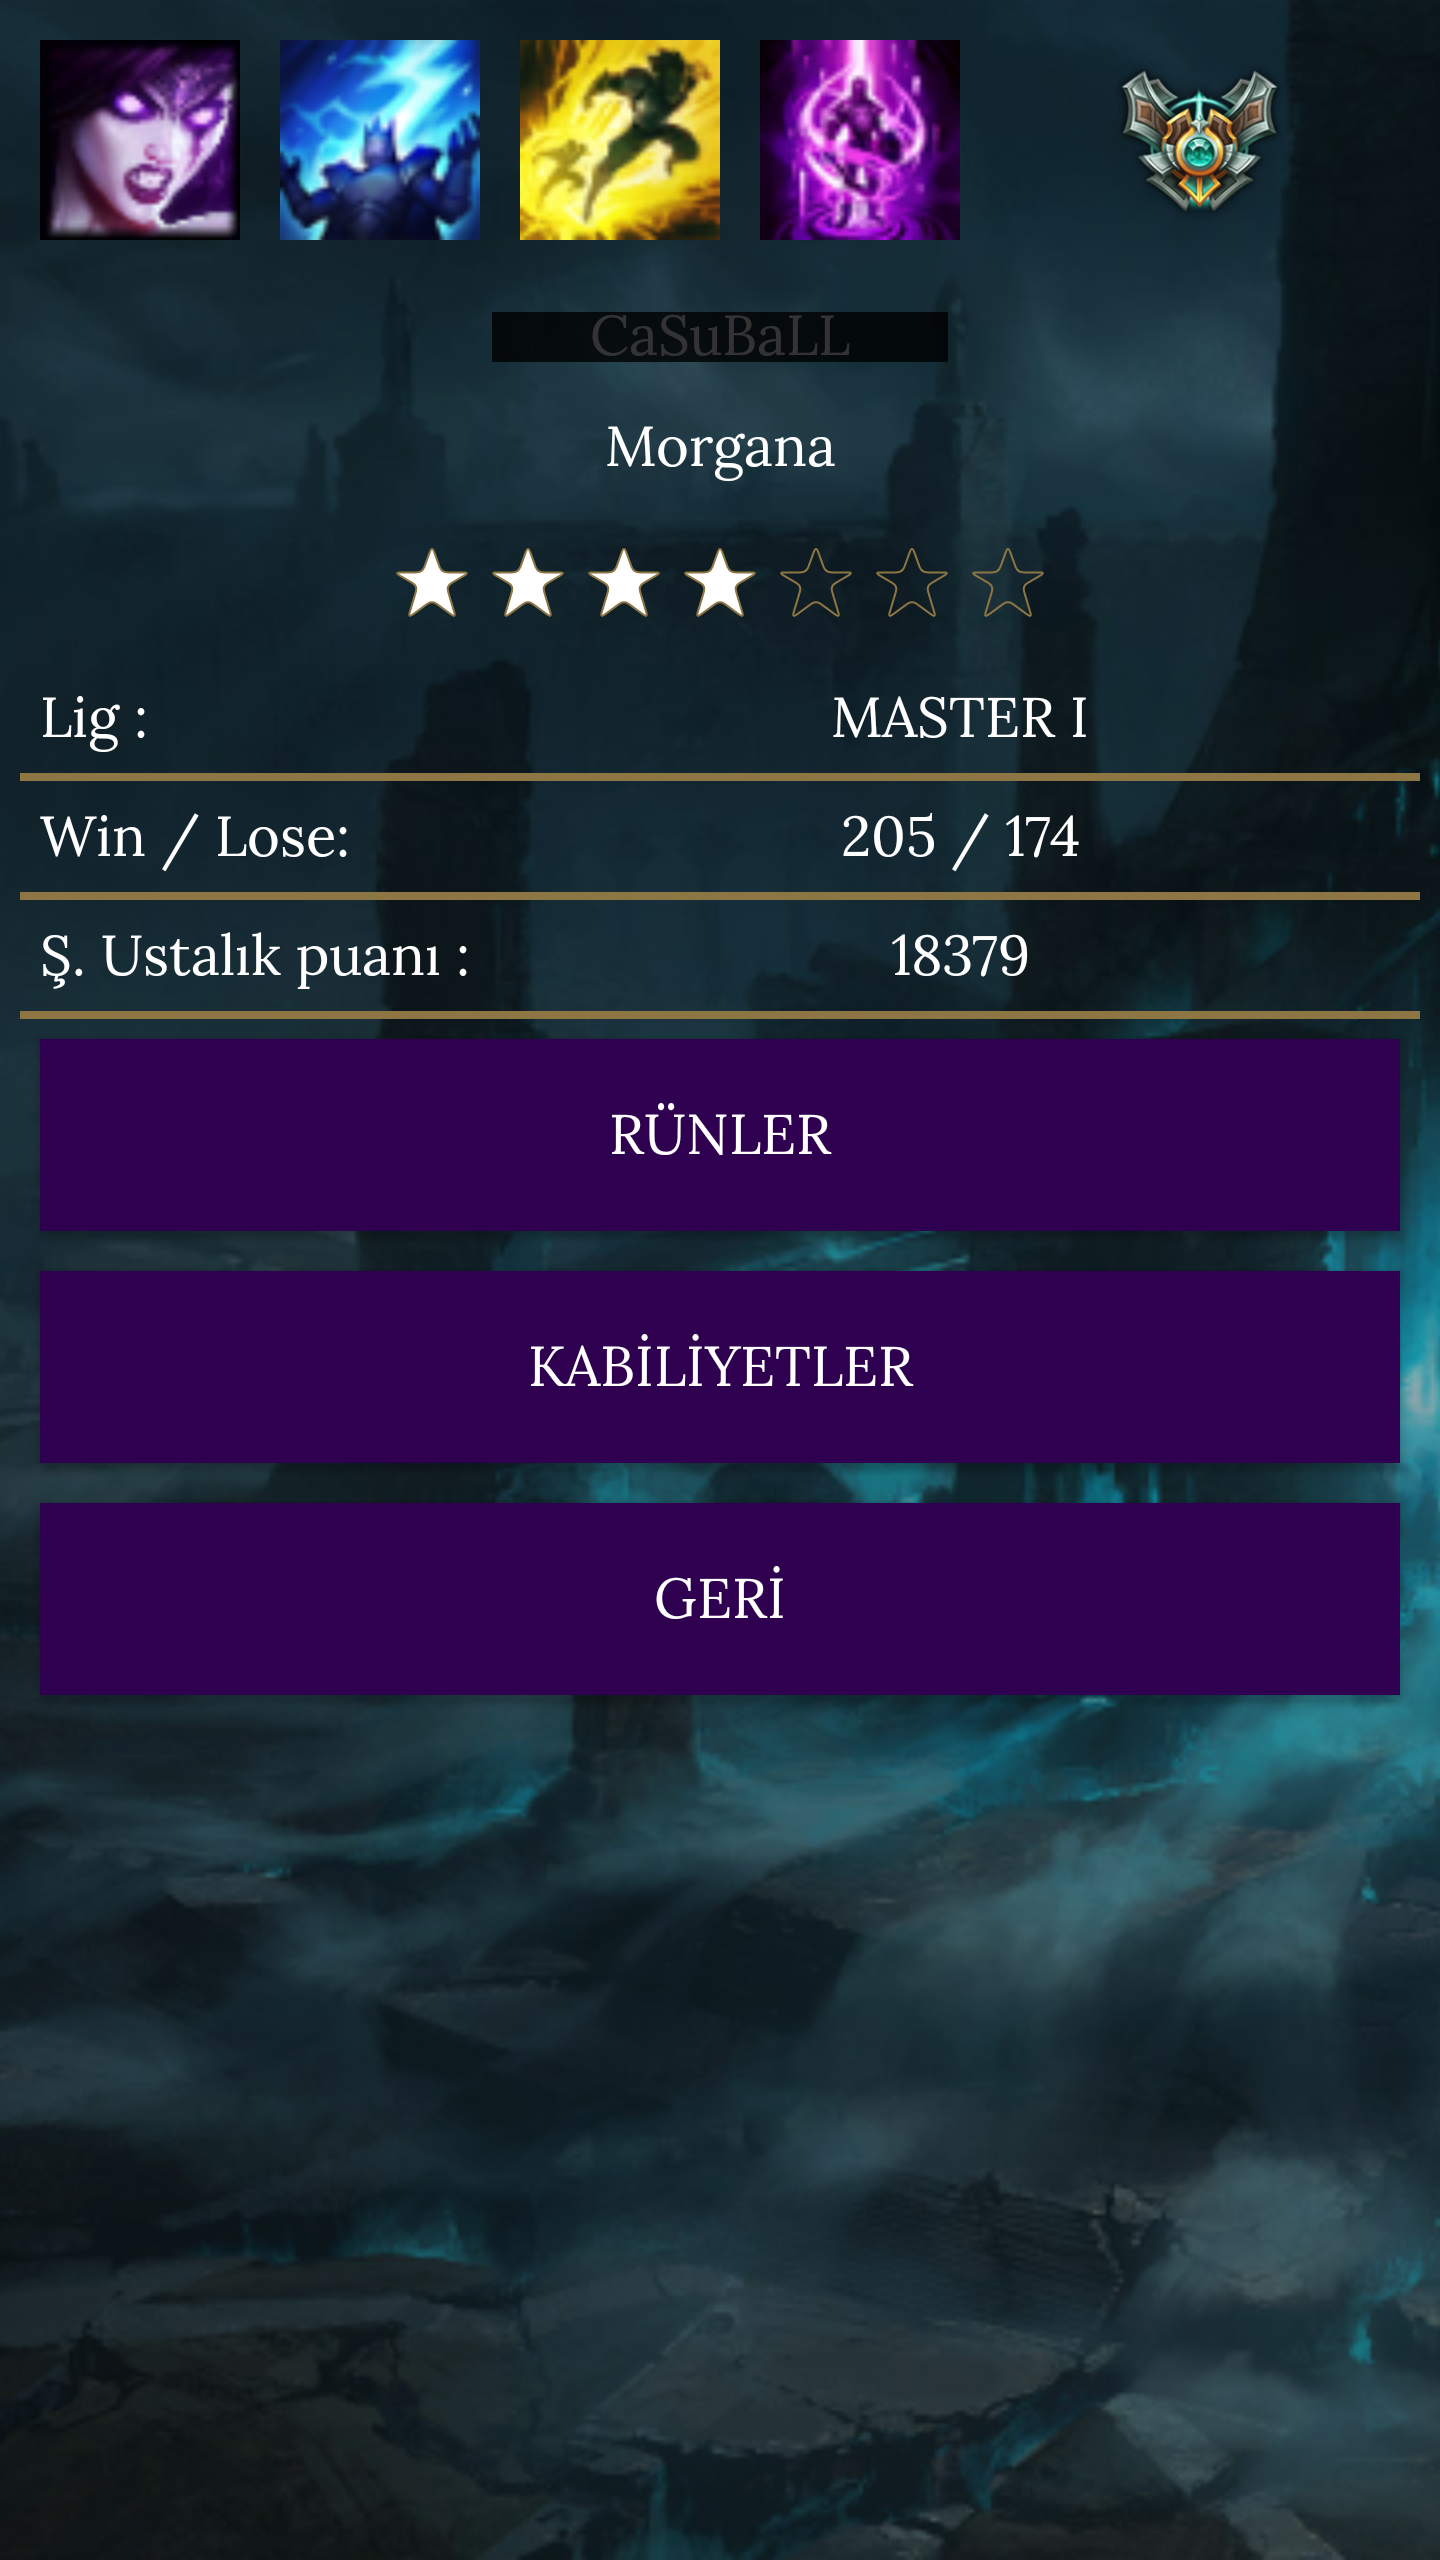 CaSuBaLL
Morgana
Lig : MASTER I
Win / Lose: 205 / 174
Ş. Ustalık puanı : 18379
RÜNLER
KABİLİYETLER
GERİ